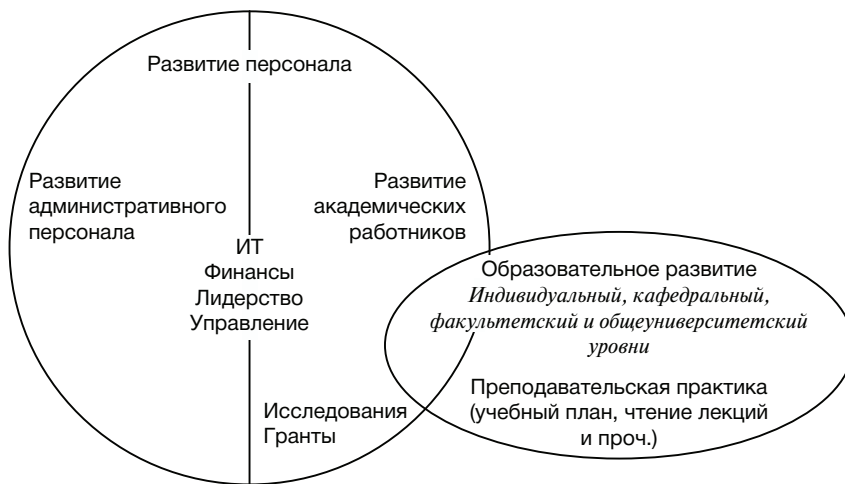 Развитие персонала
Развитие
административного
персонала
Развитие
академических
работников
ИТ
Финансы
Лидерство
Управление
Образовательное развитие
Индивидуальный, кафедральный,
факультетский и общеуниверситетский
уровни
Исследования
Гранты
Преподавательская практика
(учебный план, чтение лекций
и проч.)